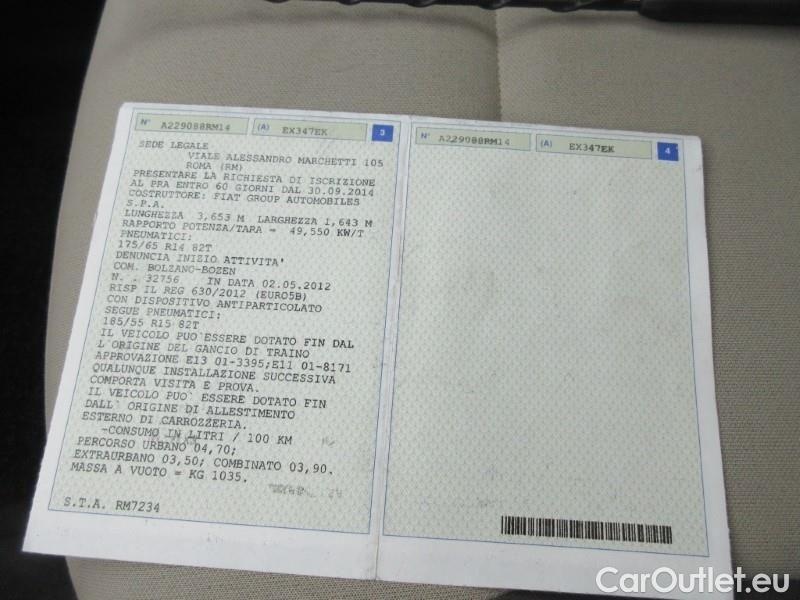 N° A229088RM14 (A) EX347EK 3
SEDE LEGALE
VIALE ALESSANDRO MARCHETTI 105
ROMA (RM)
PRESENTARE LA RICHIESTA DI ISCRIZIONE
AL PRA ENTRO 60 GIORNI DAL 30.09.2014
COSTRUTTORE: FIAT GROUP AUTOMOBILES
S.P.A.
LUNGHEZZA 3,653 M LARGHEZZA 1,643 M
RAPPORTO POTENZA/TARA = 49,550 KW/T
PNEUMATICI:
175/65 R14 82T
DENUNCIA INIZIO ATTIVITA'
COM. BOLZANO-BOZEN
N. . 32756 IN DATA 02.05.2012
RISP IL REG 630/2012 (EURO5B)
CON DISPOSITIVO ANTIPARTICOLATO
SEGUE PNEUMATICI:
185/55 R15 82T
IL VEICOLO PUO'ESSERE DOTATO FIN DAL
L'ORIGINE DEL GANCIO DI TRAINO
APPROVAZIONE E13 01-3395;E11 01-8171
QUALUNQUE INSTALLAZIONE SUCCESSIVA
COMPORTA VISITA E PROVA.
IL VEICOLO PUO' ESSERE DOTATO FIN
DALL' ORIGINE DI ALLESTIMENTO
ESTERNO DI CARROZZERIA.
-CONSUMO IN LITRI / 100 KM
PERCORSO URBANO 04,70;
EXTRAURBANO 03,50; COMBINATO 03,90.
MASSA A VUOTO = KG 1035.
S.T.A. RM7234
N° A229088RM14 (A) EX347EK 4
CarOutlet.eu